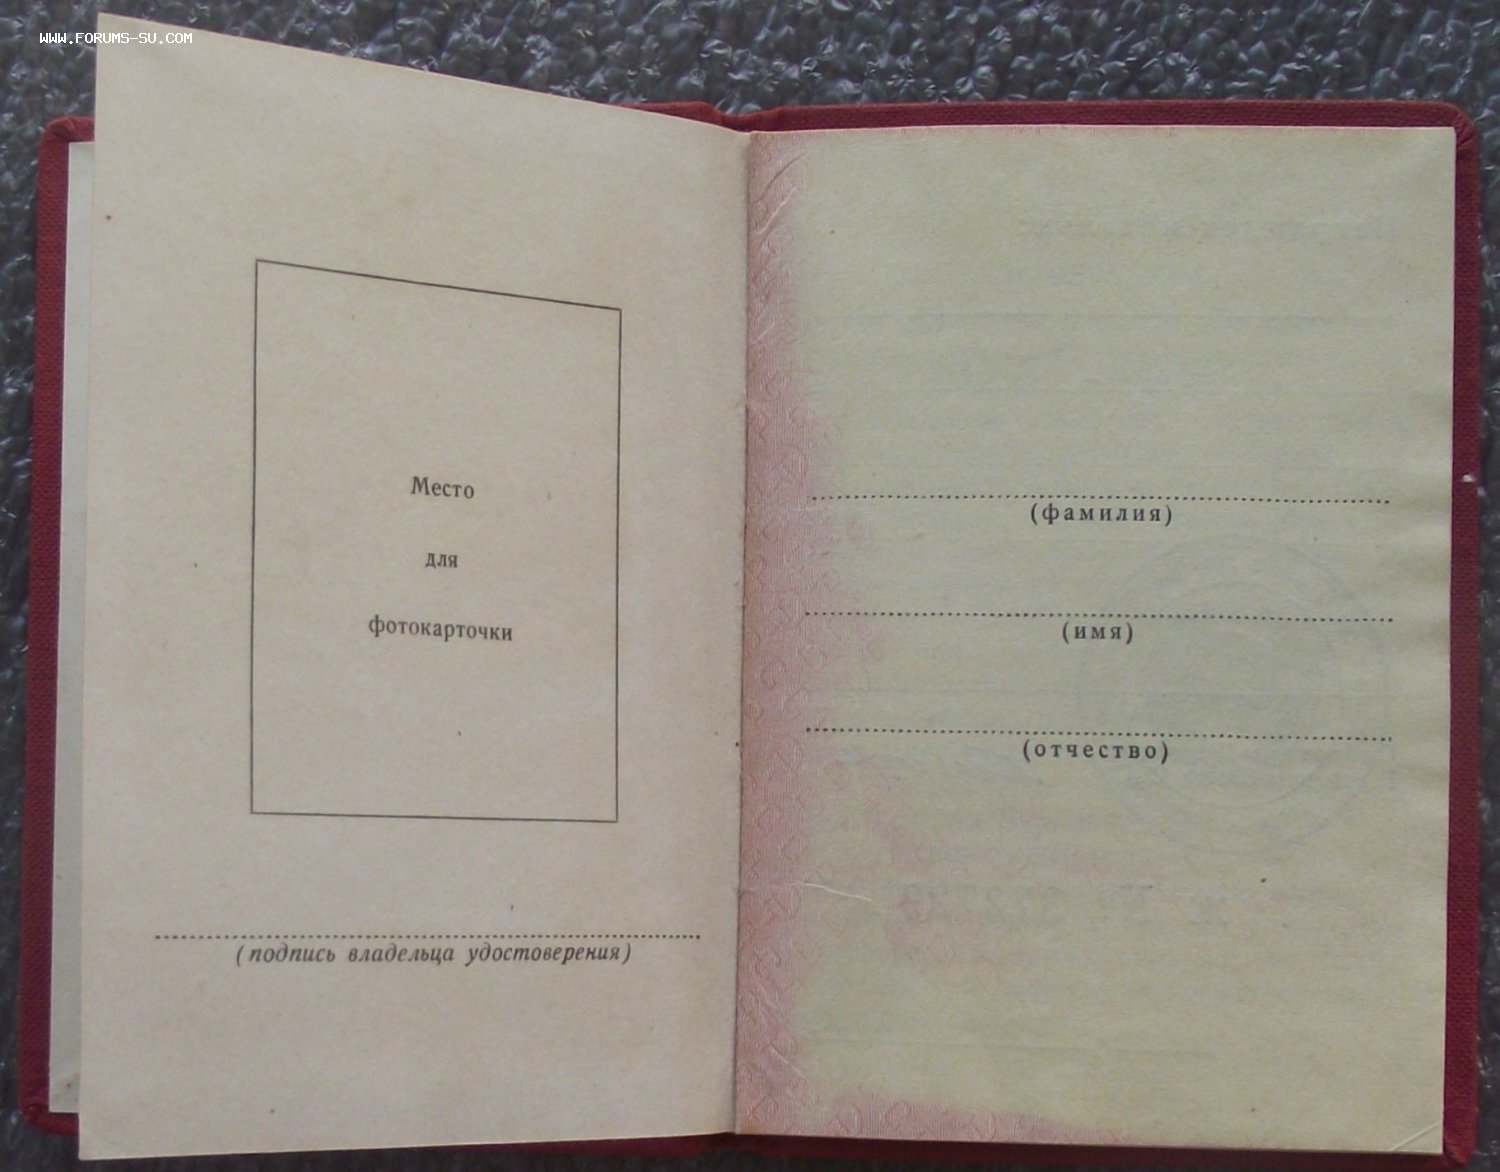 WWW.FORUMS-SU.COM
Место
для
фотокарточки
(подпись владельца удостоверения)
(фамилия)
(имя)
(отчество)